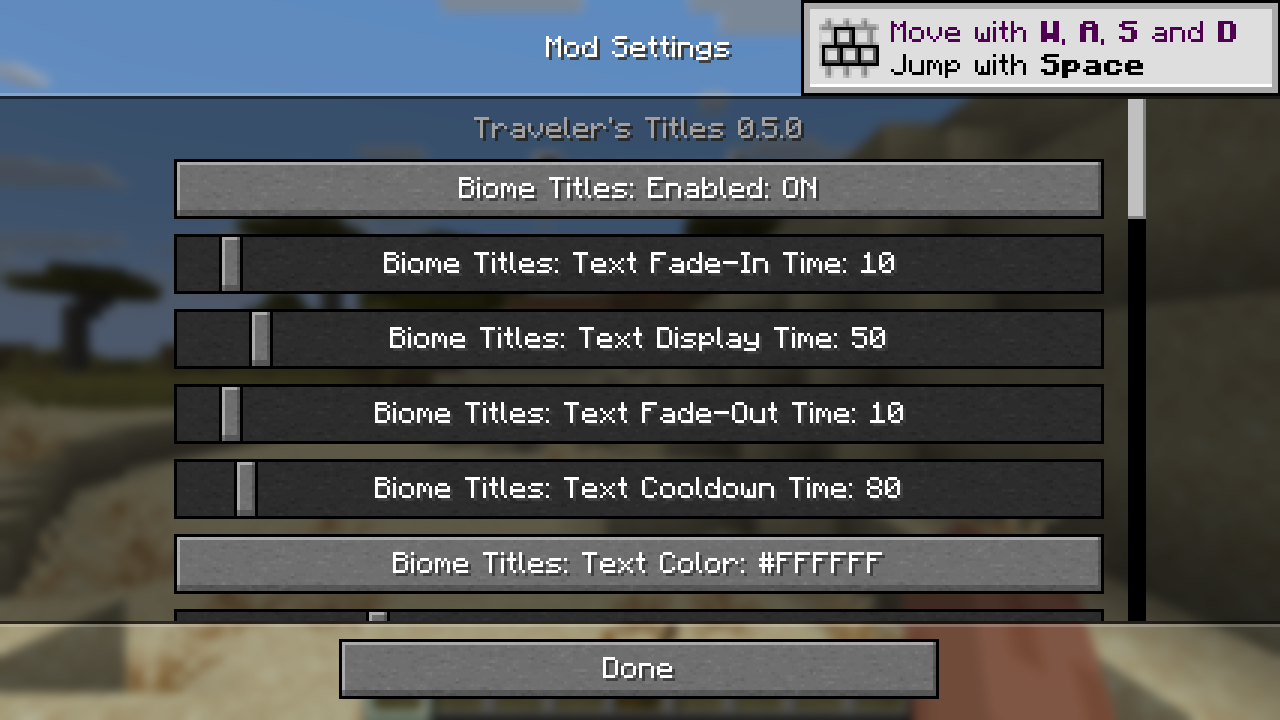 Mod Settings
Move with W, A, S and D
Jump with Space
Traveler's Titles 0.5.0
Biome Titles: Enabled: ON
Biome Titles: Text Fade-In Time: 10
Biome Titles: Text Display Time: 50
Biome Titles: Text Fade-Out Time: 10
Biome Titles: Text Cooldown Time: 80
Biome Titles: Text Color: #FFFFFF
Done